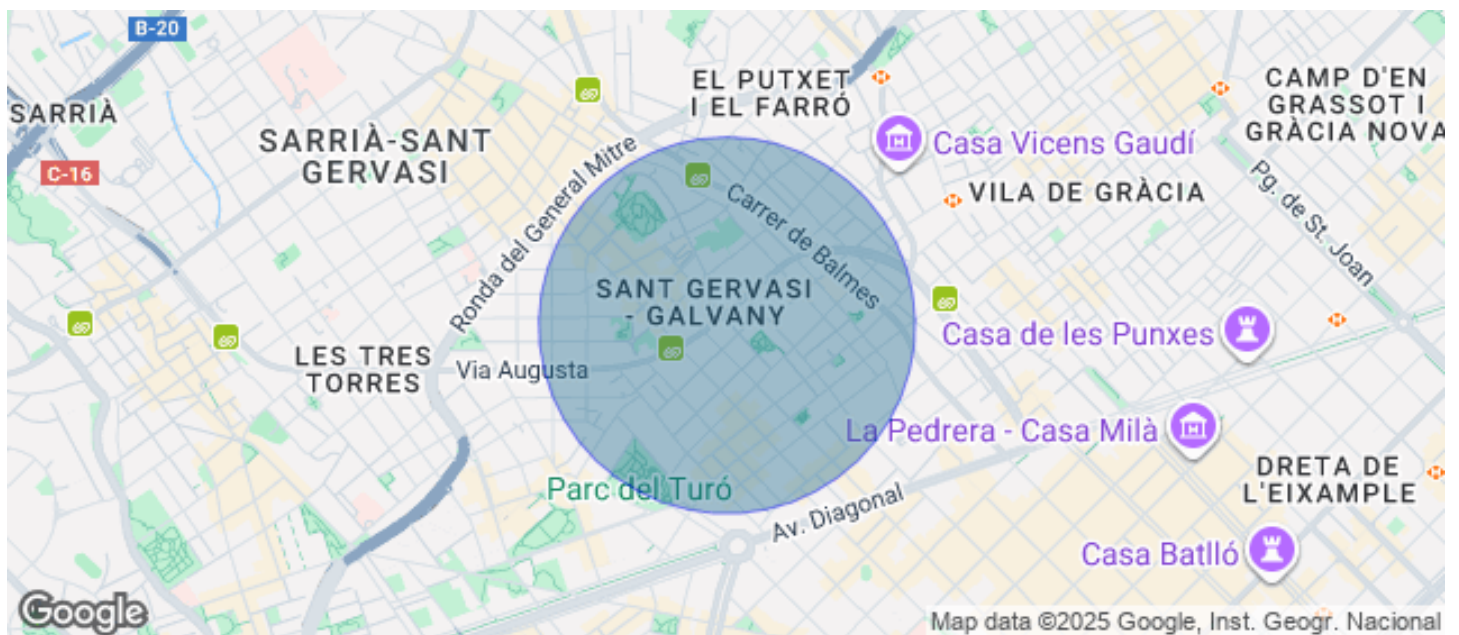 B-20
EL PUTXET
I EL FARRÓ
CAMP D'EN
GRASSOT I
GRÀCIA NOVA
SARRIÀ
SARRIÀ-SANT
GERVASI
C-16
Ronda del General Mitre
Casa Vicens Gaudí
VILA DE GRÀCIA
Carrer de Balmes
Pg. de St. Joan
SANT GERVASI
- GALVANY
Casa de les Punxes
LES TRES
TORRES
Via Augusta
La Pedrera - Casa Milà
Parc del Turó
Av. Diagonal
DRETA DE
L'EIXAMPLE
Casa Batlló
Google
Map data ©2025 Google, Inst. Geogr. Nacional